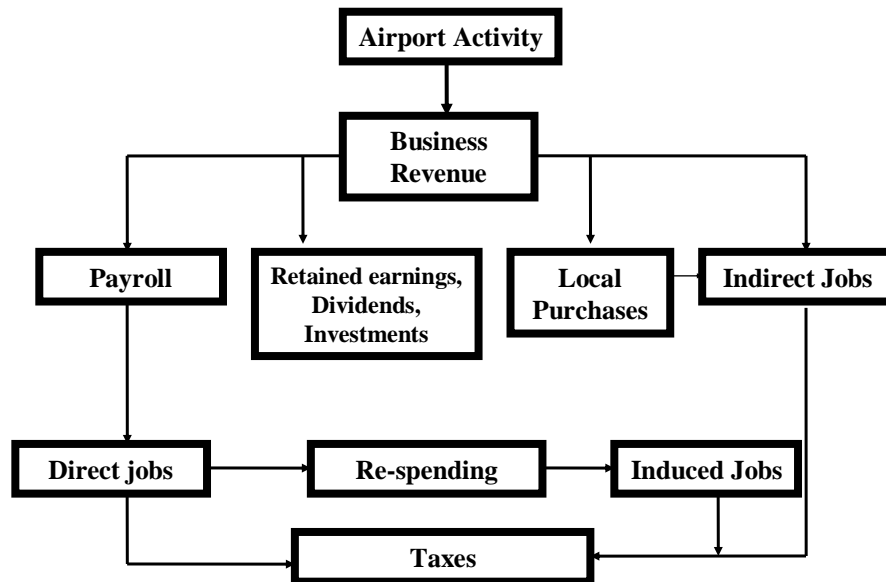 Airport Activity
Business
Revenue
Payroll
Retained earnings,
Dividends,
Investments
Local
Purchases
Indirect Jobs
Direct jobs
Re-spending
Induced Jobs
Taxes